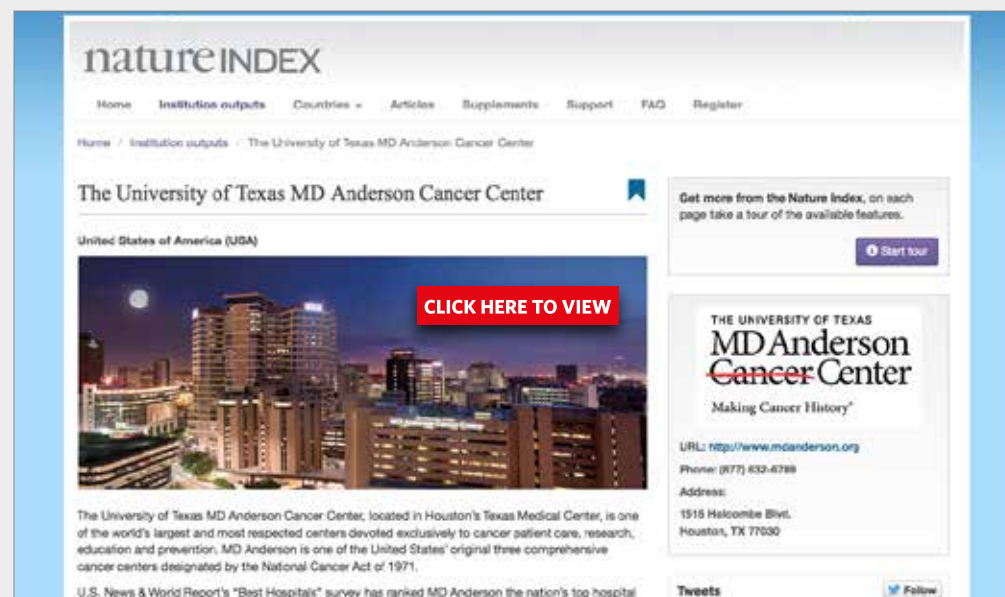 natureINDEX
Home Institution outputs Countries Articles Supplements Support FAQ Register
Home / Institution outputs / The University of Texas MD Anderson Cancer Center
The University of Texas MD Anderson Cancer Center
United States of America (USA)
CLICK HERE TO VIEW
The University of Texas MD Anderson Cancer Center, located in Houston's Texas Medical Center, is one
of the world's largest and most respected centers devoted exclusively to cancer patient care, research,
education and prevention. MD Anderson is one of the United States' original three comprehensive
cancer centers designated by the National Cancer Act of 1971.
U.S. News & World Report's "Best Hospitals" survey has ranked MD Anderson the nation's top hospital
Get more from the Nature Index, on each
page take a tour of the available features.
Start tour
THE UNIVERSITY OF TEXAS
MD Anderson
Cancer Center
Making Cancer History®
URL: http://www.mdanderson.org
Phone: (877) 632-6789
Address:
1515 Holcombe Blvd.
Houston, TX 77030
Tweets
Follow